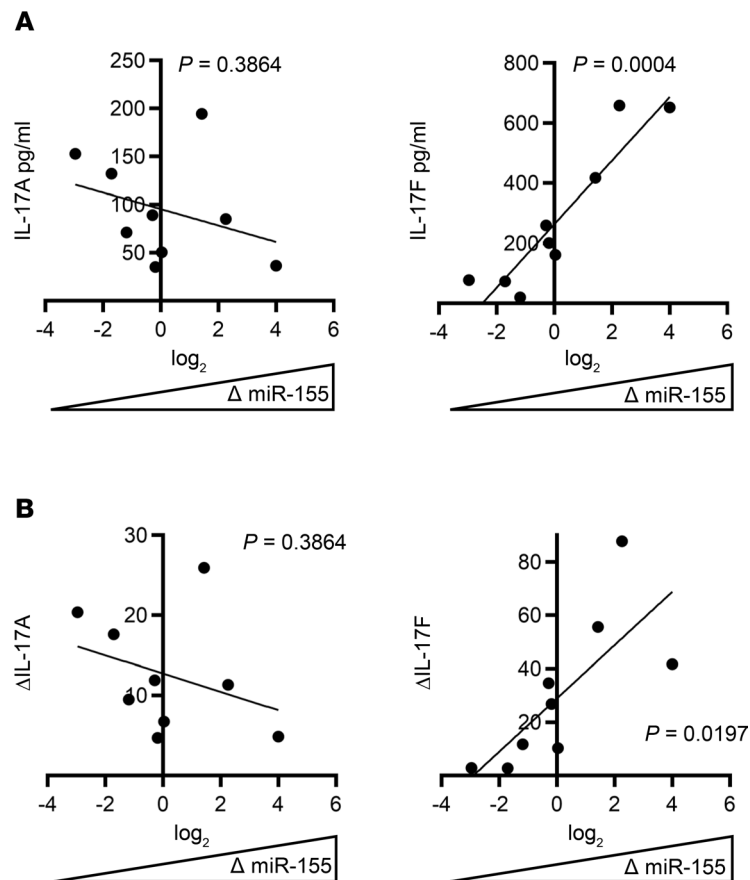 A
P = 0.3864
250
200
150
100
50
IL-17A pg/ml
-4 -2 0 2 4 6
log2
Δ miR-155
P = 0.0004
800
600
400
200
IL-17F pg/ml
-4 -2 0 2 4 6
log2
Δ miR-155
B
P = 0.3864
30
20
10
ΔIL-17A
-4 -2 0 2 4 6
log2
Δ miR-155
80
60
40
20
ΔIL-17F
P = 0.0197
-4 -2 0 2 4 6
log2
Δ miR-155